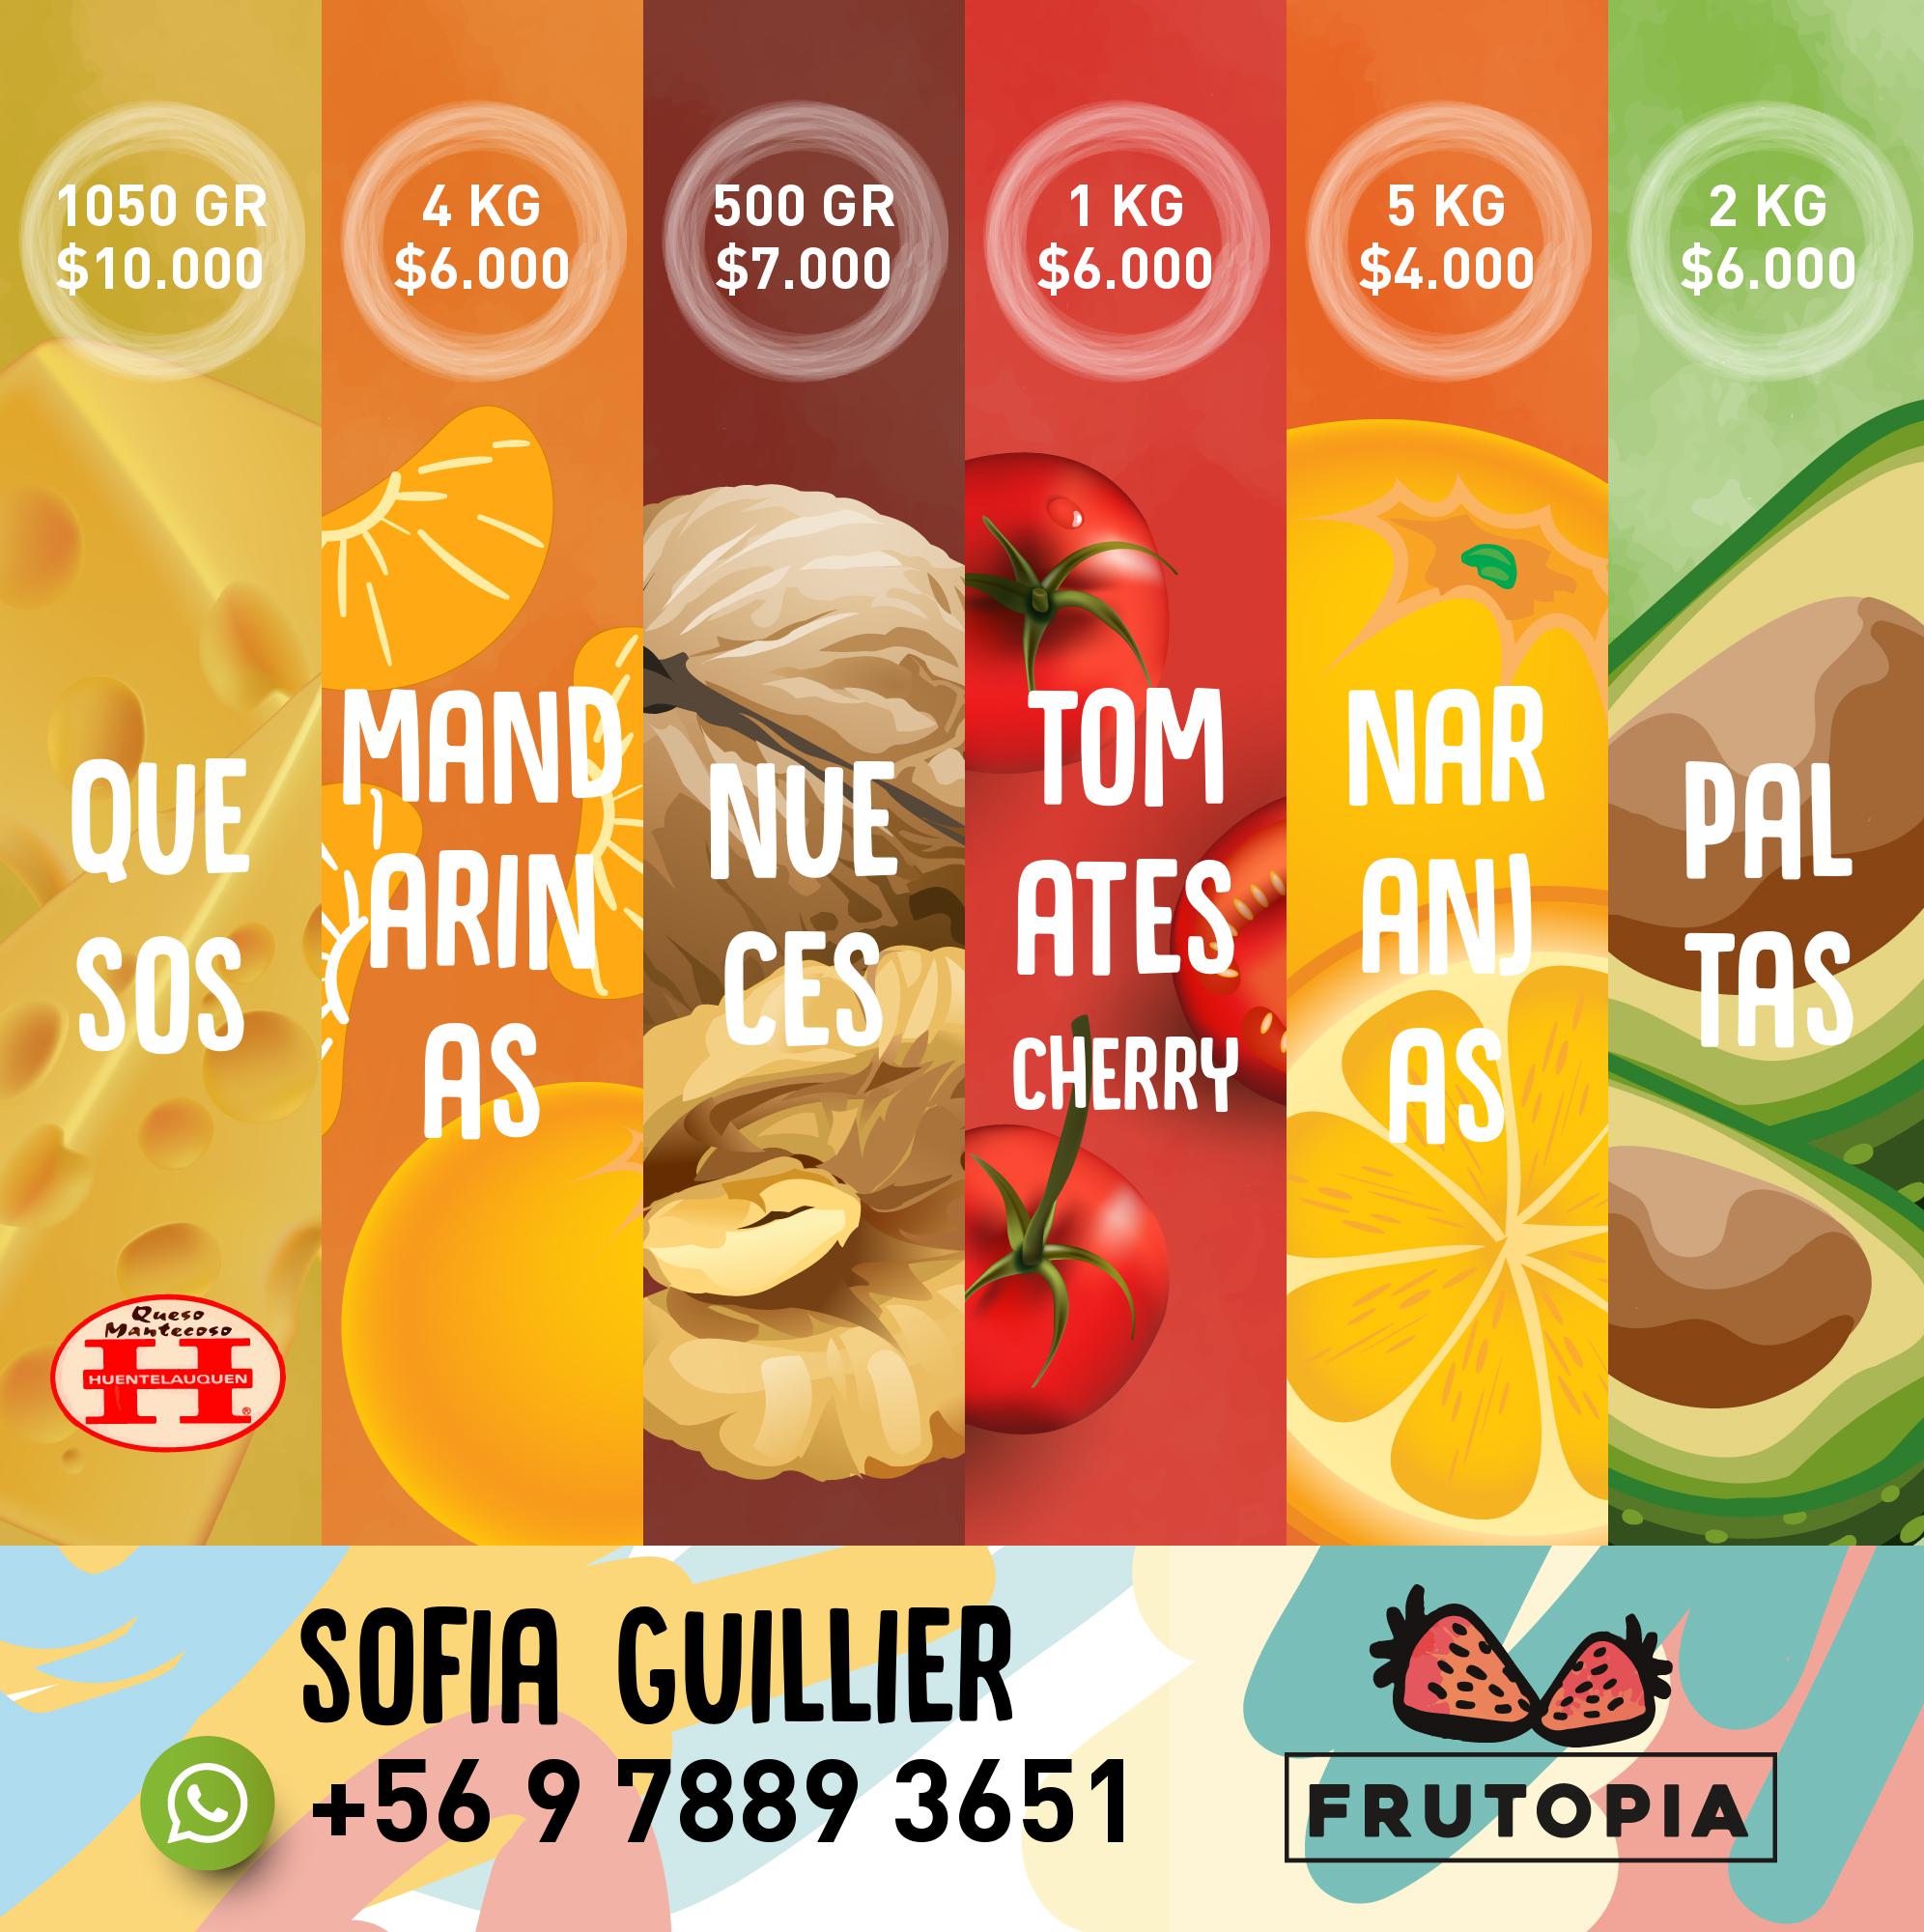 1050 GR
$10.000
QUE
SOS
Queso
Mantecoso
H
HUENTELAUQUEN
®
4 KG
$6.000
MAND
ARIN
AS
500 GR
$7.000
NUE
CES
1 KG
$6.000
TOM
ATES
CHERRY
5 KG
$4.000
NAR
ANJ
AS
2 KG
$6.000
PAL
TAS
SOFIA GUILLIER
+56 9 7889 3651
FRUTOPIA